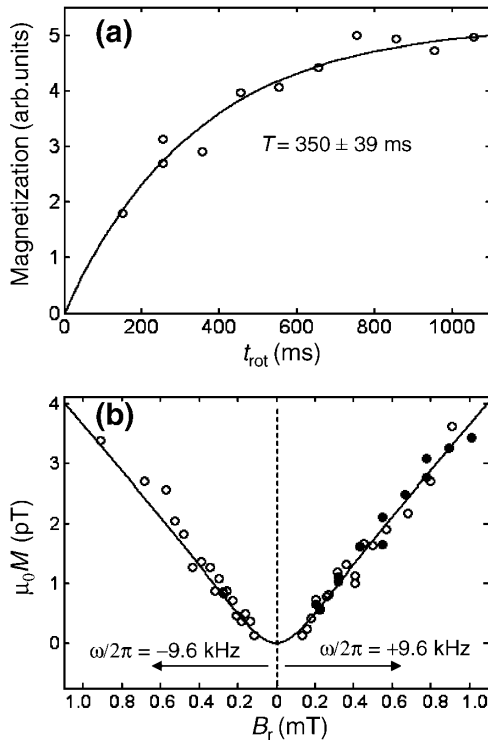 (a)
Magnetization (arb.units)
5
4
3
2
1
0
T = 350 ± 39 ms
0 200 400 600 800 1000
t_rot (ms)
(b)
μ₀M (pT)
4
3
2
1
0
ω/2π = −9.6 kHz ω/2π = +9.6 kHz
1.0 0.8 0.6 0.4 0.2 0 0.2 0.4 0.6 0.8 1.0
B_r (mT)